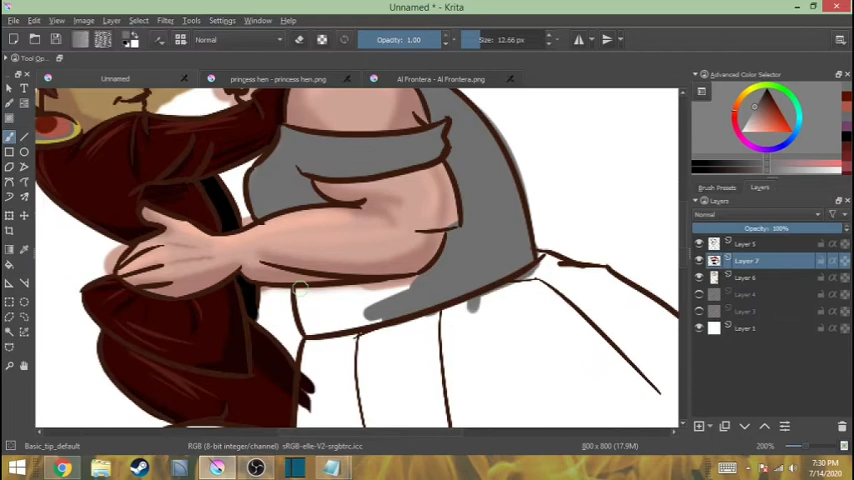 Unnamed * - Krita
File Edit View Image Layer Select Filter Tools Settings Window Help
Normal Opacity: 1.00 Size: 12.66 px
Tool Op...
Unnamed princess hen - princess hen.png Al Frontera - Al Frontera.png
Advanced Color Selector
Brush Presets Layers
Layers
Normal
Opacity: 100%
Layer 5
Layer 7
Layer 6
Layer 4
Layer 3
Layer 1
Basic_tip_default RGB (8-bit integer/channel) sRGB-elle-V2-srgbtrc.icc 800 x 800 (17.9M) 200%
7:30 PM
7/14/2020